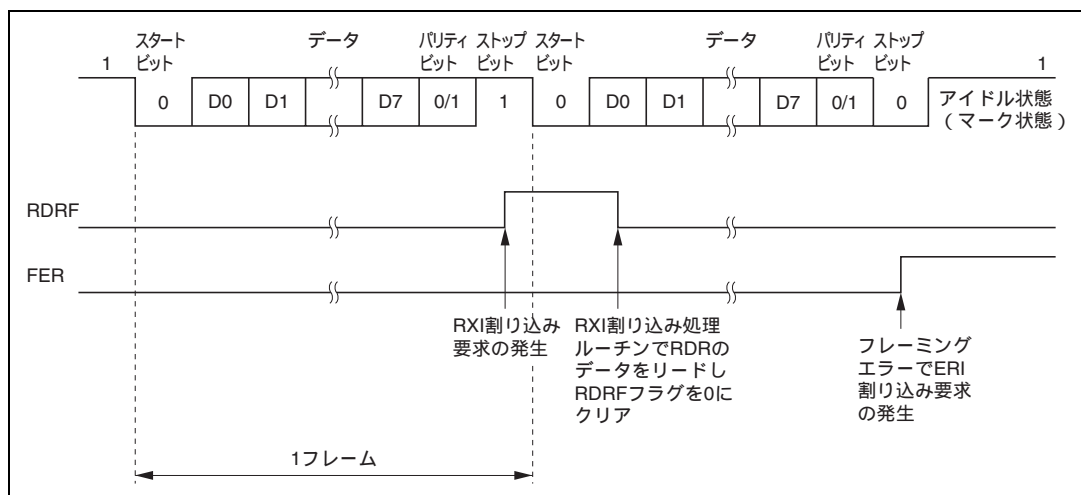 スタート
ビット
データ
パリティ
ビット
ストップ
ビット
スタート
ビット
データ
パリティ
ビット
ストップ
ビット
1
1
0
D0
D1
D7
0/1
1
0
D0
D1
D7
0/1
0
アイドル状態
(マーク状態)
RDRF
FER
RXI割り込み
要求の発生
RXI割り込み処理
ルーチンでRDRの
データをリードし
RDRFフラグを0に
クリア
フレーミング
エラーでERI
割り込み要求
の発生
1フレーム